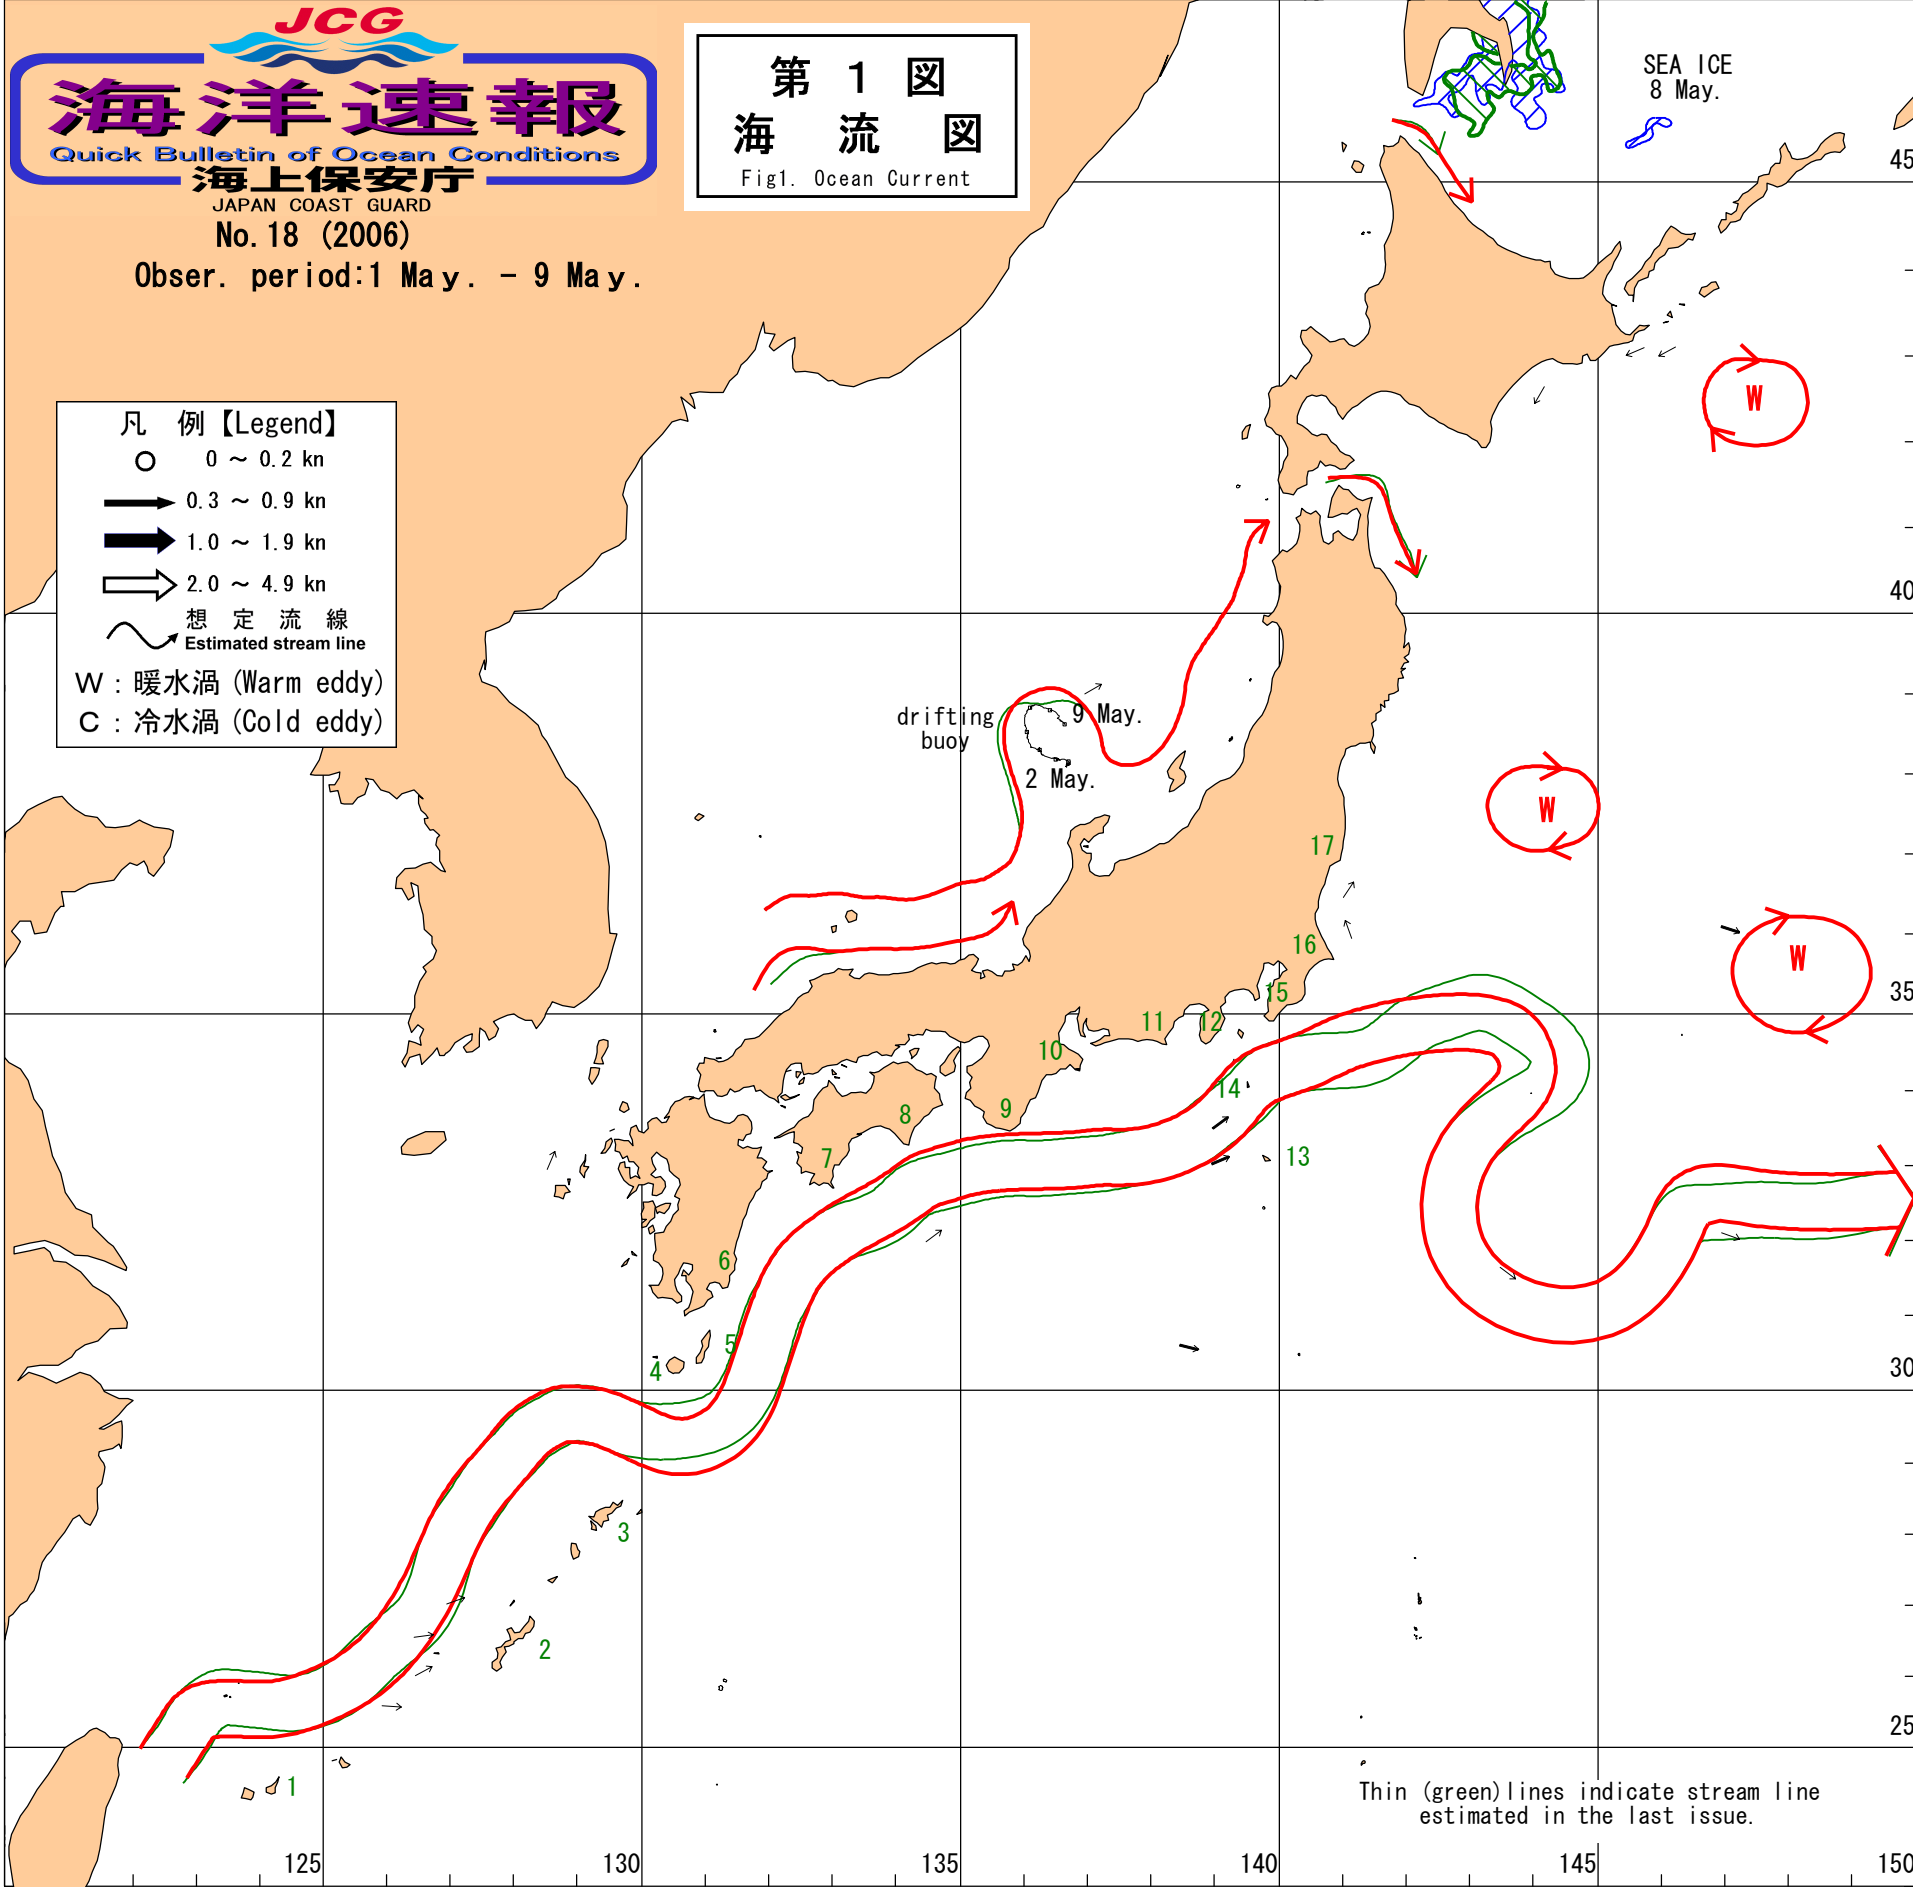 JCG
海洋速報
Quick Bulletin of Ocean Conditions
海上保安庁
JAPAN COAST GUARD
No.18 (2006)
Obser. period:1 May. - 9 May.
第 1 図
海 流 図
Fig1. Ocean Current
SEA ICE
8 May.
凡 例【Legend】
0 ～ 0.2 kn
0.3 ～ 0.9 kn
1.0 ～ 1.9 kn
2.0 ～ 4.9 kn
想 定 流 線
Estimated stream line
W : 暖水渦 (Warm eddy)
C : 冷水渦 (Cold eddy)
45
W
40
drifting
buoy
9 May.
2 May.
W
17
16
W
15
35
11
12
10
14
9
8
13
7
6
5
4
30
3
2
25
1
Thin (green)lines indicate stream line
estimated in the last issue.
125
130
135
140
145
150